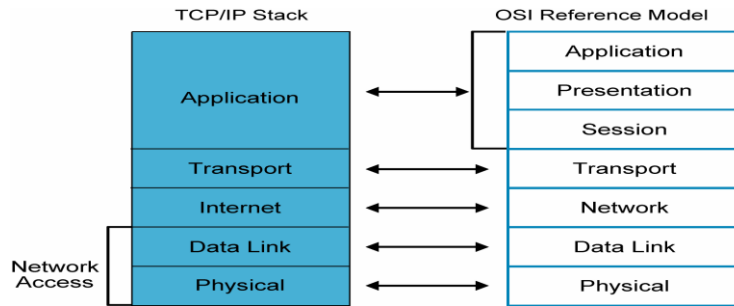 TCP/IP Stack
OSI Reference Model
Application
Transport
Internet
Data Link
Physical
Network
Access
Application
Presentation
Session
Transport
Network
Data Link
Physical